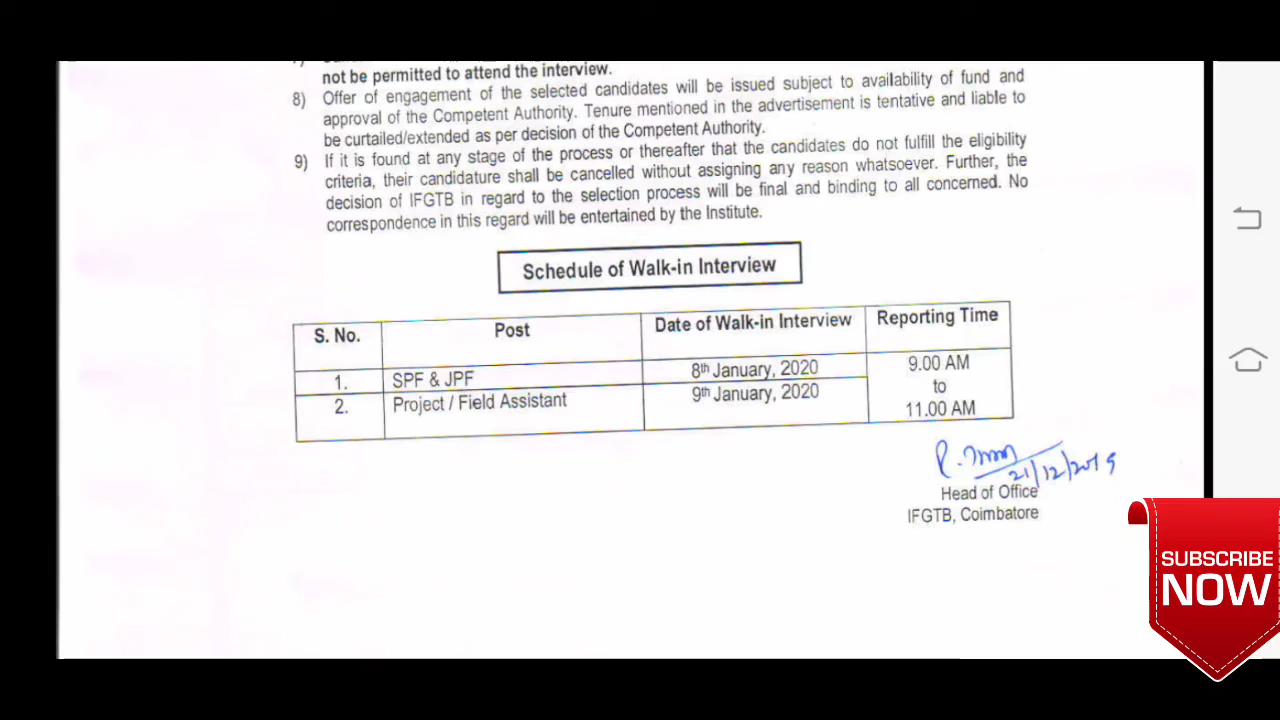 not be permitted to attend the interview.
8) Offer of engagement of the selected candidates will be issued subject to availability of fund and
approval of the Competent Authority. Tenure mentioned in the advertisement is tentative and liable to
be curtailed/extended as per decision of the Competent Authority.
9) If it is found at any stage of the process or thereafter that the candidates do not fulfill the eligibility
criteria, their candidature shall be cancelled without assigning any reason whatsoever. Further, the
decision of IFGTB in regard to the selection process will be final and binding to all concerned. No
correspondence in this regard will be entertained by the Institute.
Schedule of Walk-in Interview
S. No. Post Date of Walk-in Interview Reporting Time
1. SPF & JPF 8th January, 2020 9.00 AM
to
2. Project / Field Assistant 9th January, 2020 11.00 AM
21/12/2019
Head of Office
IFGTB, Coimbatore
SUBSCRIBE
NOW